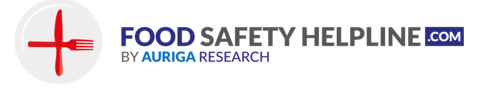 FOOD SAFETY HELPLINE .COM
BY AURIGA RESEARCH